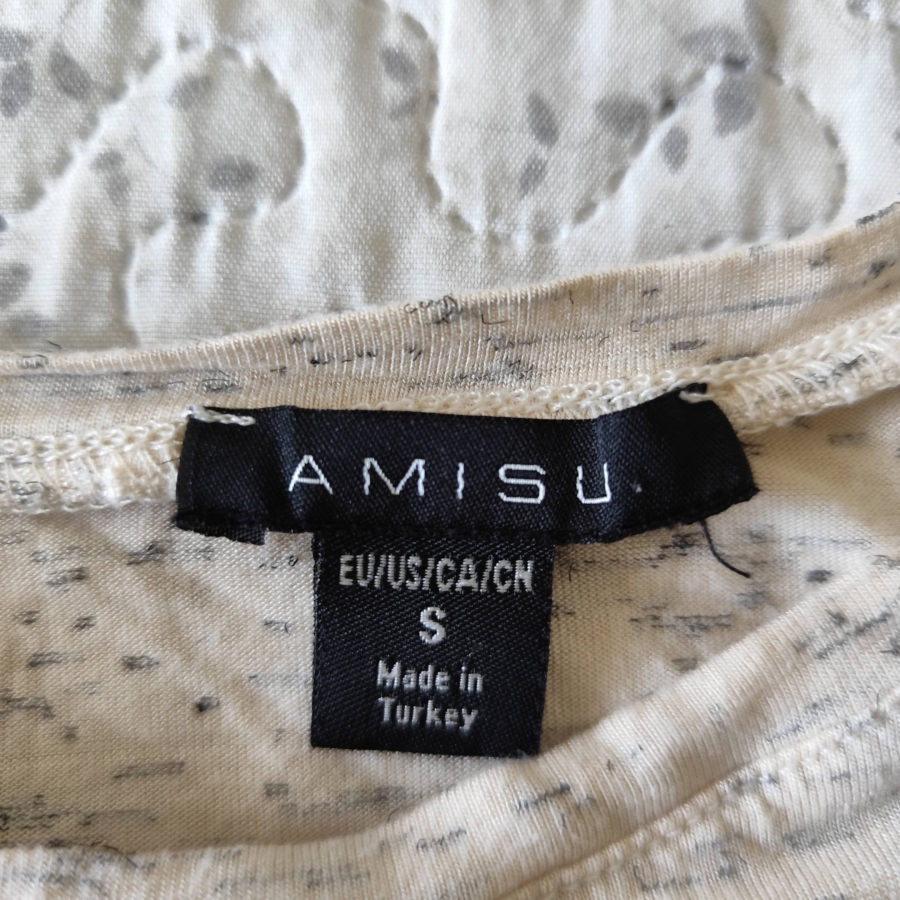 AMISU
EU/US/CA/CN
S
Made in
Turkey